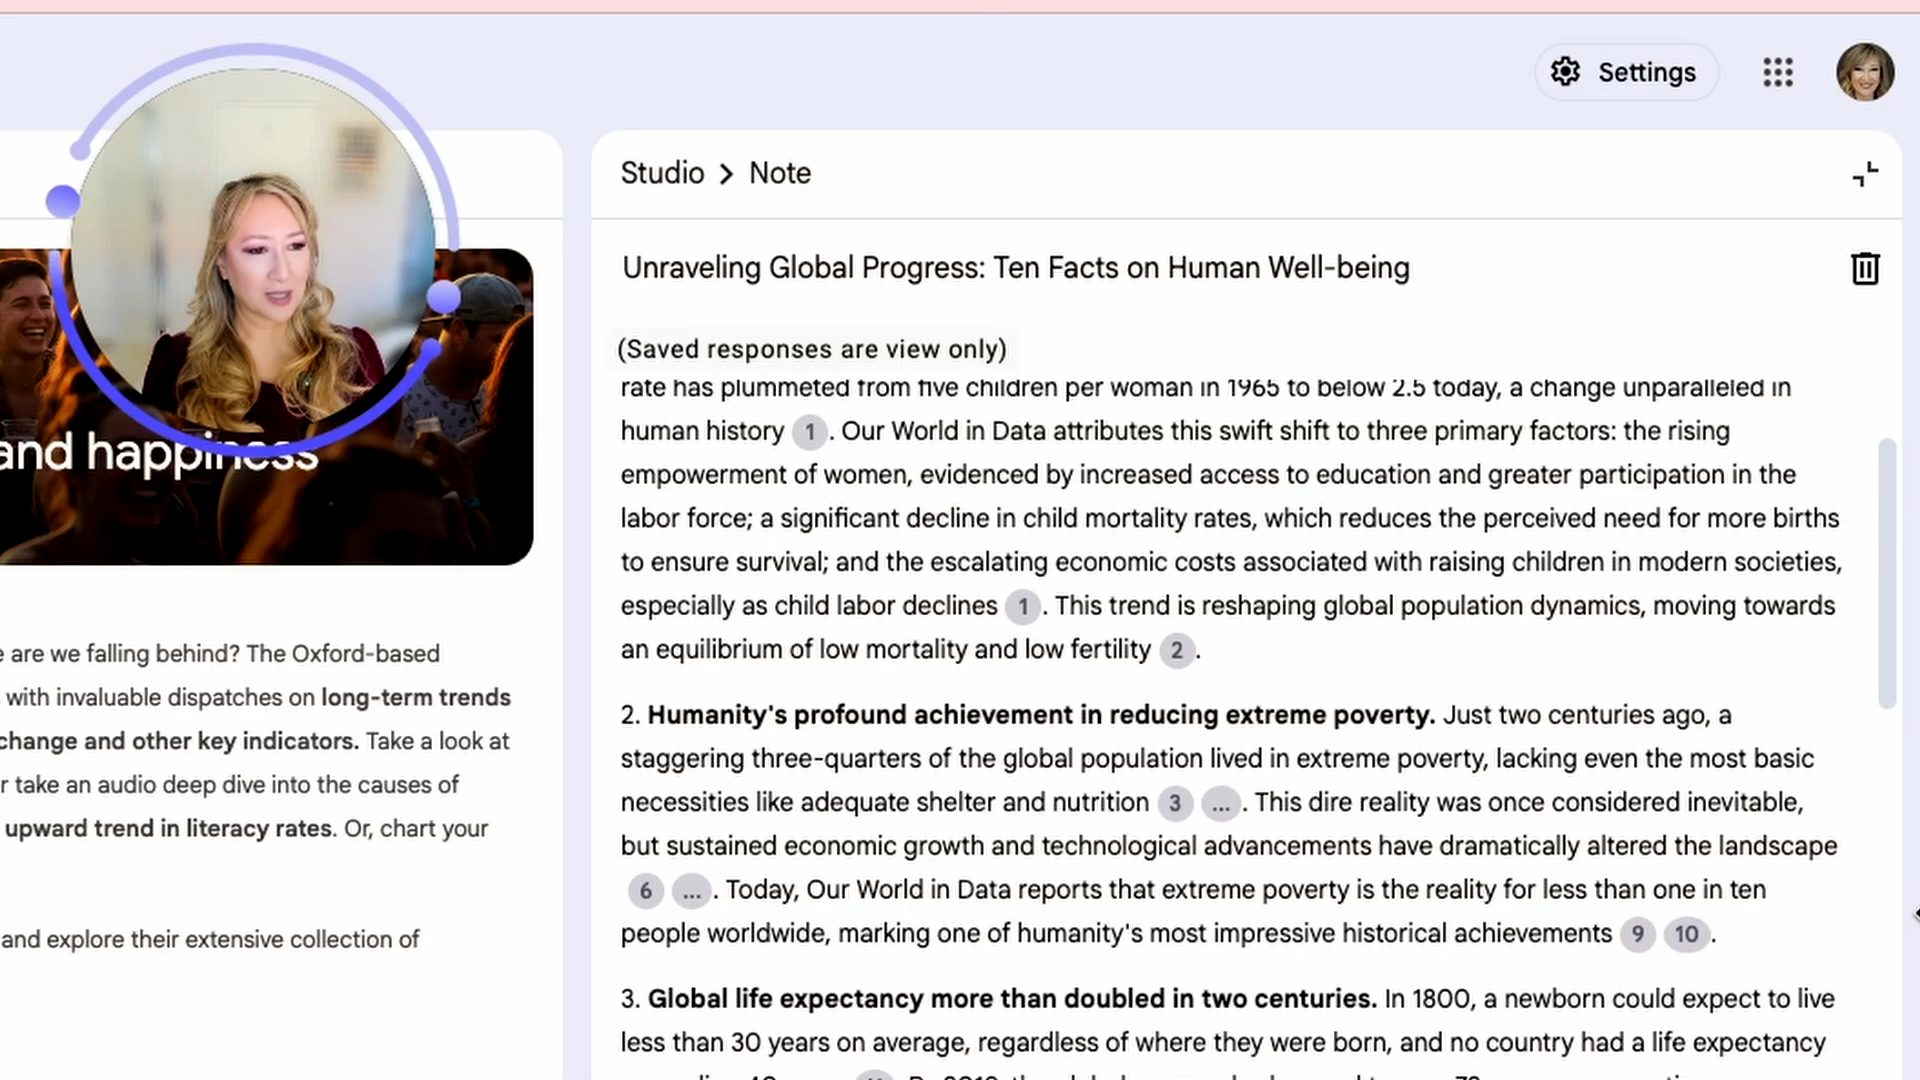 Settings
Studio > Note
Unraveling Global Progress: Ten Facts on Human Well-being
(Saved responses are view only)
rate has plummeted from five children per woman in 1965 to below 2.5 today, a change unparalleled in
human history 1. Our World in Data attributes this swift shift to three primary factors: the rising
empowerment of women, evidenced by increased access to education and greater participation in the
labor force; a significant decline in child mortality rates, which reduces the perceived need for more births
to ensure survival; and the escalating economic costs associated with raising children in modern societies,
especially as child labor declines 1. This trend is reshaping global population dynamics, moving towards
an equilibrium of low mortality and low fertility 2.
2. Humanity's profound achievement in reducing extreme poverty. Just two centuries ago, a
staggering three-quarters of the global population lived in extreme poverty, lacking even the most basic
necessities like adequate shelter and nutrition 3 .... This dire reality was once considered inevitable,
but sustained economic growth and technological advancements have dramatically altered the landscape
6 .... Today, Our World in Data reports that extreme poverty is the reality for less than one in ten
people worldwide, marking one of humanity's most impressive historical achievements 9 10.
3. Global life expectancy more than doubled in two centuries. In 1800, a newborn could expect to live
less than 30 years on average, regardless of where they were born, and no country had a life expectancy
and happiness
e are we falling behind? The Oxford-based
with invaluable dispatches on long-term trends
change and other key indicators. Take a look at
r take an audio deep dive into the causes of
upward trend in literacy rates. Or, chart your
and explore their extensive collection of